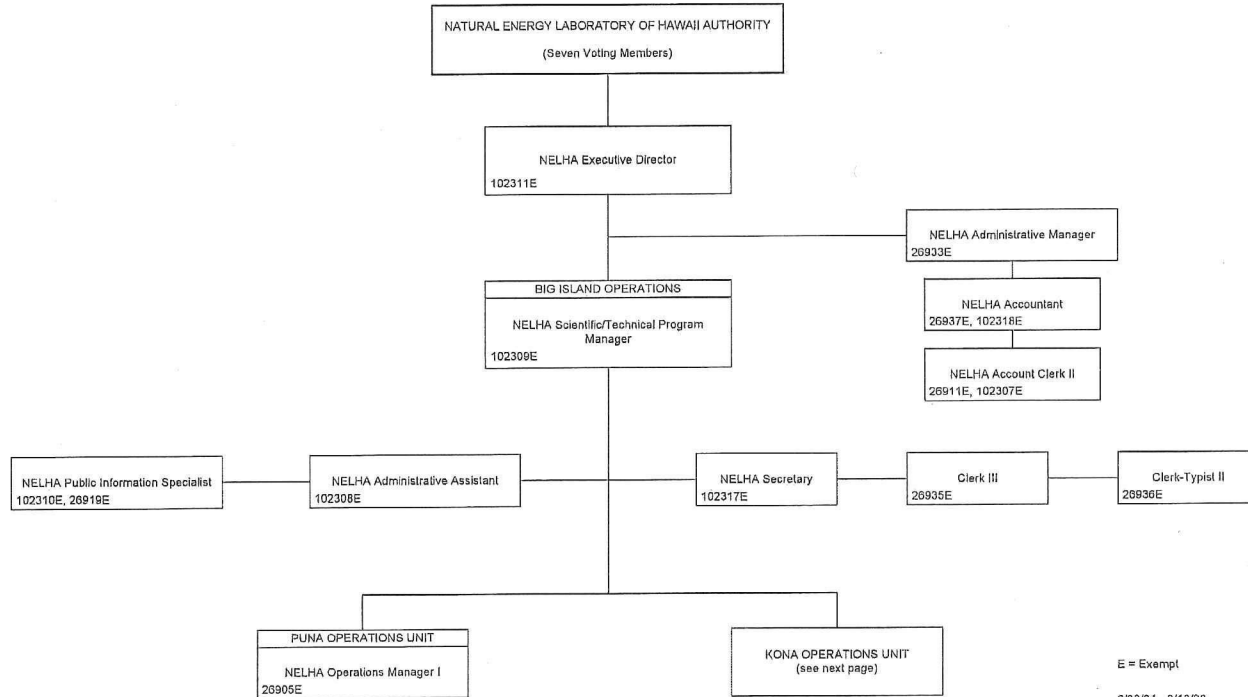 NATURAL ENERGY LABORATORY OF HAWAII AUTHORITY
(Seven Voting Members)
NELHA Executive Director
102311E
NELHA Administrative Manager
26933E
BIG ISLAND OPERATIONS
NELHA Scientific/Technical Program
Manager
102309E
NELHA Accountant
26937E, 102318E
NELHA Account Clerk II
26911E, 102307E
NELHA Public Information Specialist
102310E, 26919E
NELHA Administrative Assistant
102308E
NELHA Secretary
102317E
Clerk III
26935E
Clerk-Typist II
26936E
PUNA OPERATIONS UNIT
NELHA Operations Manager I
26905E
KONA OPERATIONS UNIT
(see next page)
E = Exempt